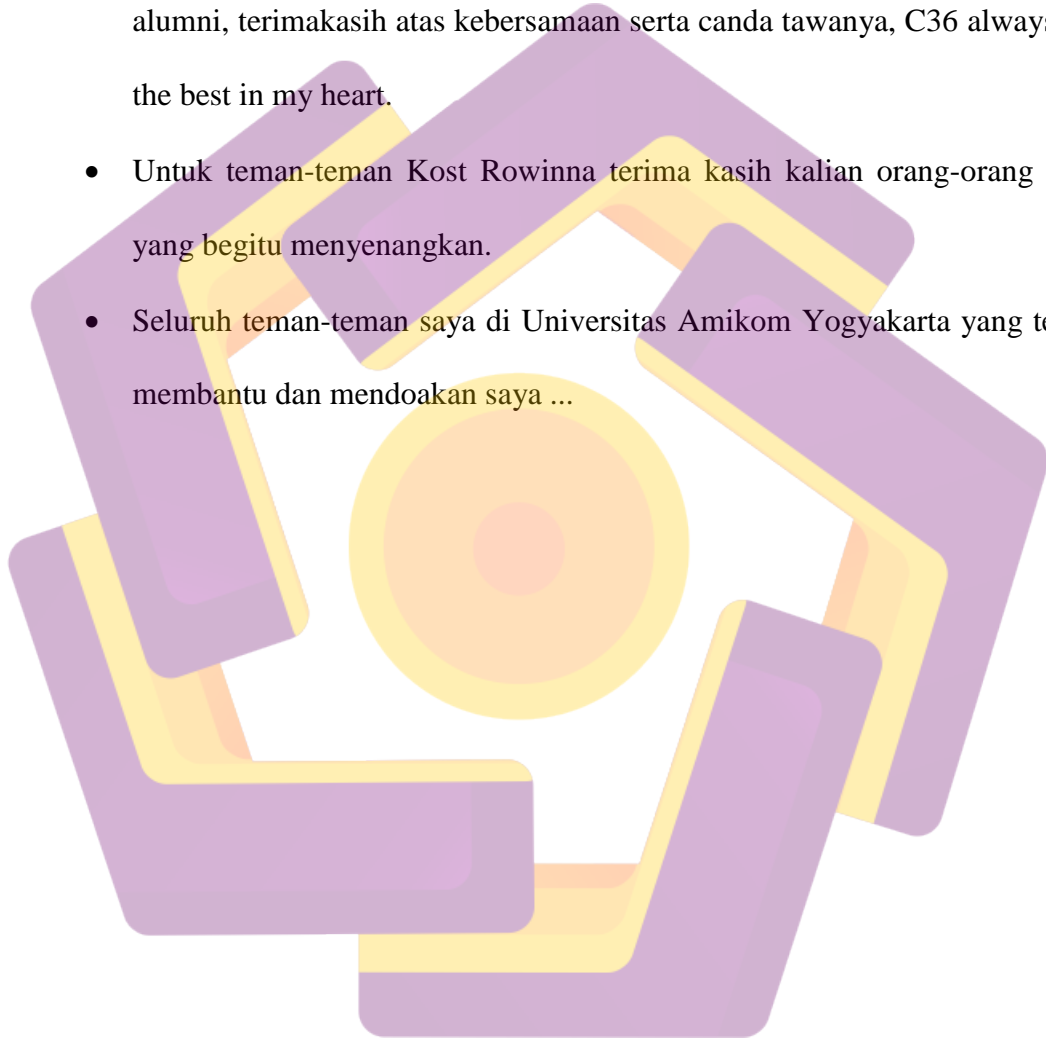 alumni, terimakasih atas kebersamaan serta canda tawanya, C36 always
the best in my heart.
• Untuk teman-teman Kost Rowinna terima kasih kalian orang-orang
yang begitu menyenangkan.
• Seluruh teman-teman saya di Universitas Amikom Yogyakarta yang
membantu dan mendoakan saya ...